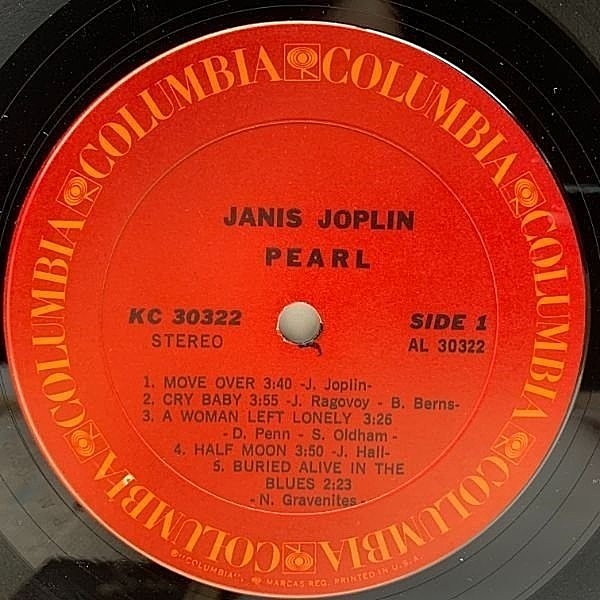 COLUMBIA COLUMBIA COLUMBIA COLUMBIA COLUMBIA COLUMBIA
JANIS JOPLIN
PEARL
KC 30322 SIDE 1
STEREO AL 30322
1. MOVE OVER 3:40 -J. Joplin-
2. CRY BABY 3:55 -J. Ragovoy - B. Berns-
3. A WOMAN LEFT LONELY 3:26
- D. Penn - S. Oldham -
4. HALF MOON 3:50 -J. Hall-
5. BURIED ALIVE IN THE
BLUES 2:23
- N. Gravenites -
® "COLUMBIA", MARCAS REG. PRINTED IN U.S.A.